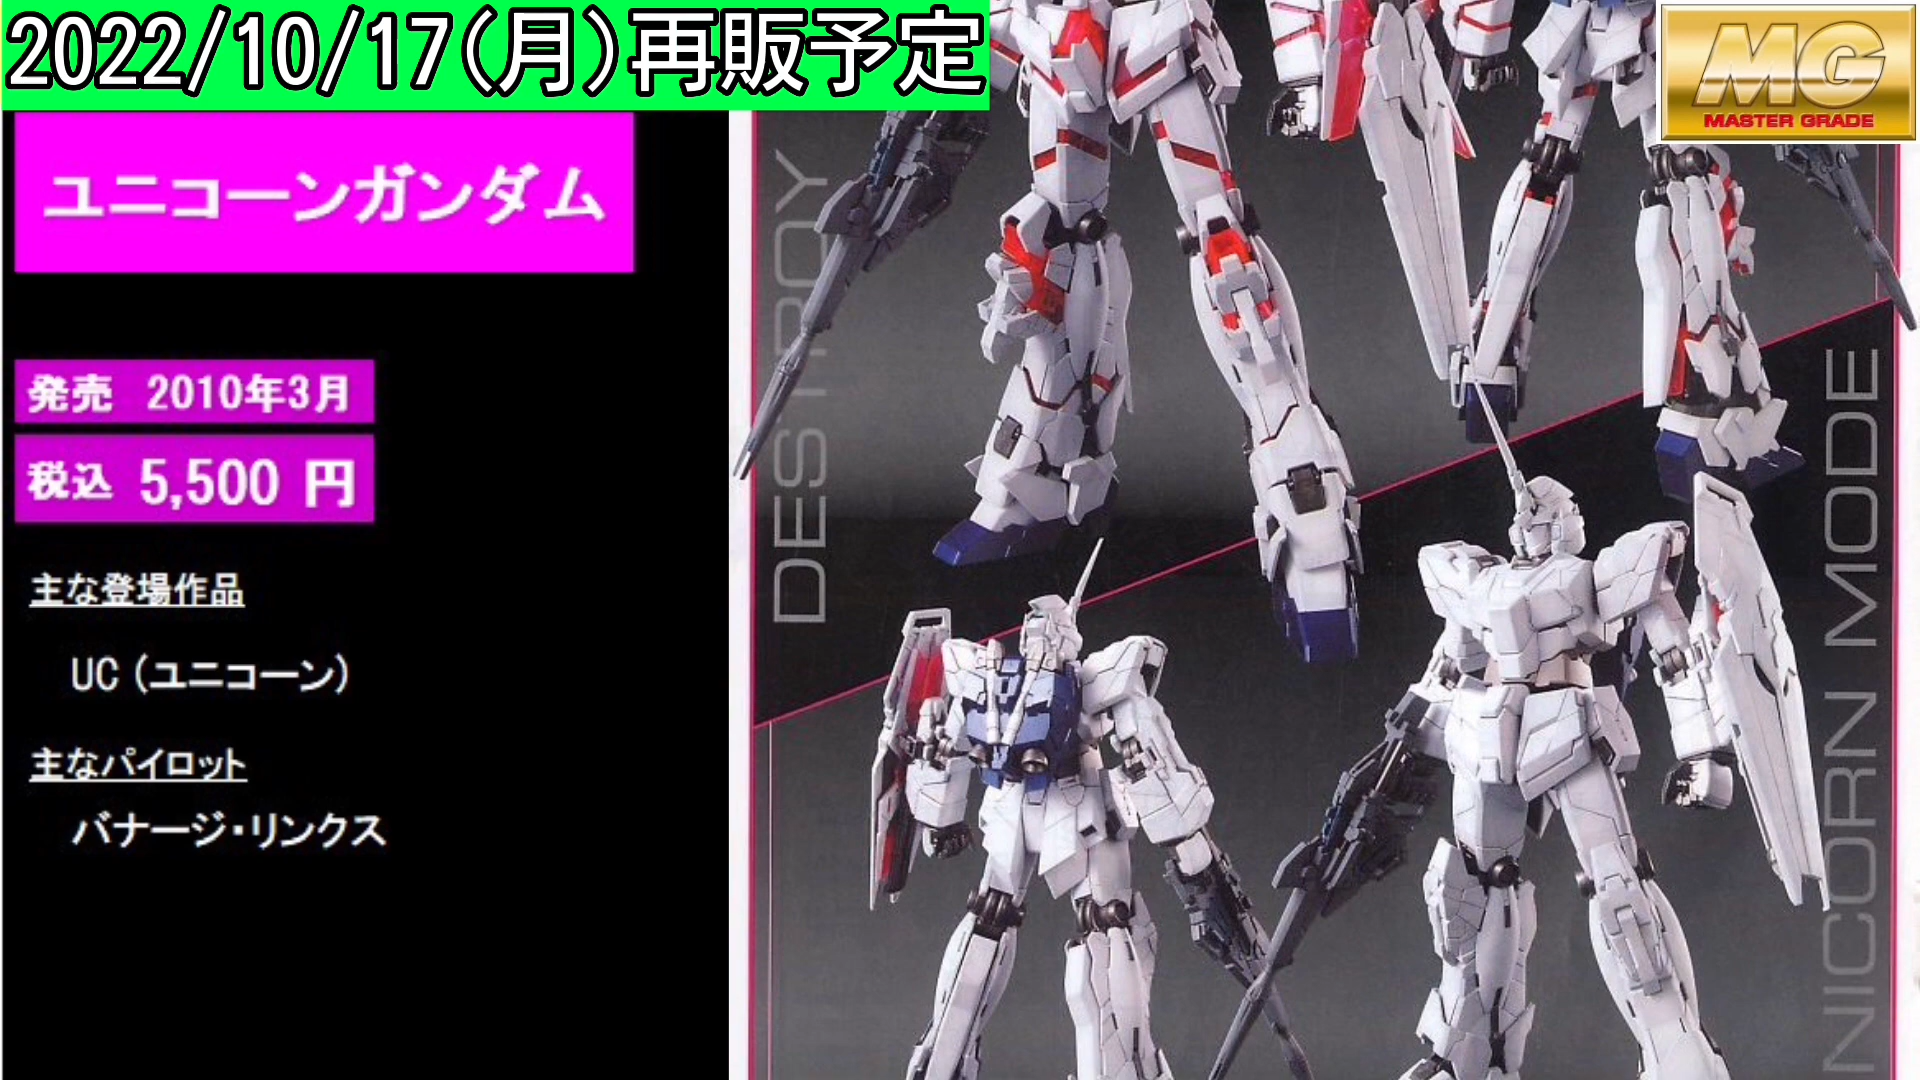 2022/10/17(月)再販予定
MG
MASTER GRADE
ユニコーンガンダム
発売 2010年3月
税込 5,500 円
主な登場作品
UC(ユニコーン)
主なパイロット
バナージ・リンクス
DESTROY
NICORN MODE